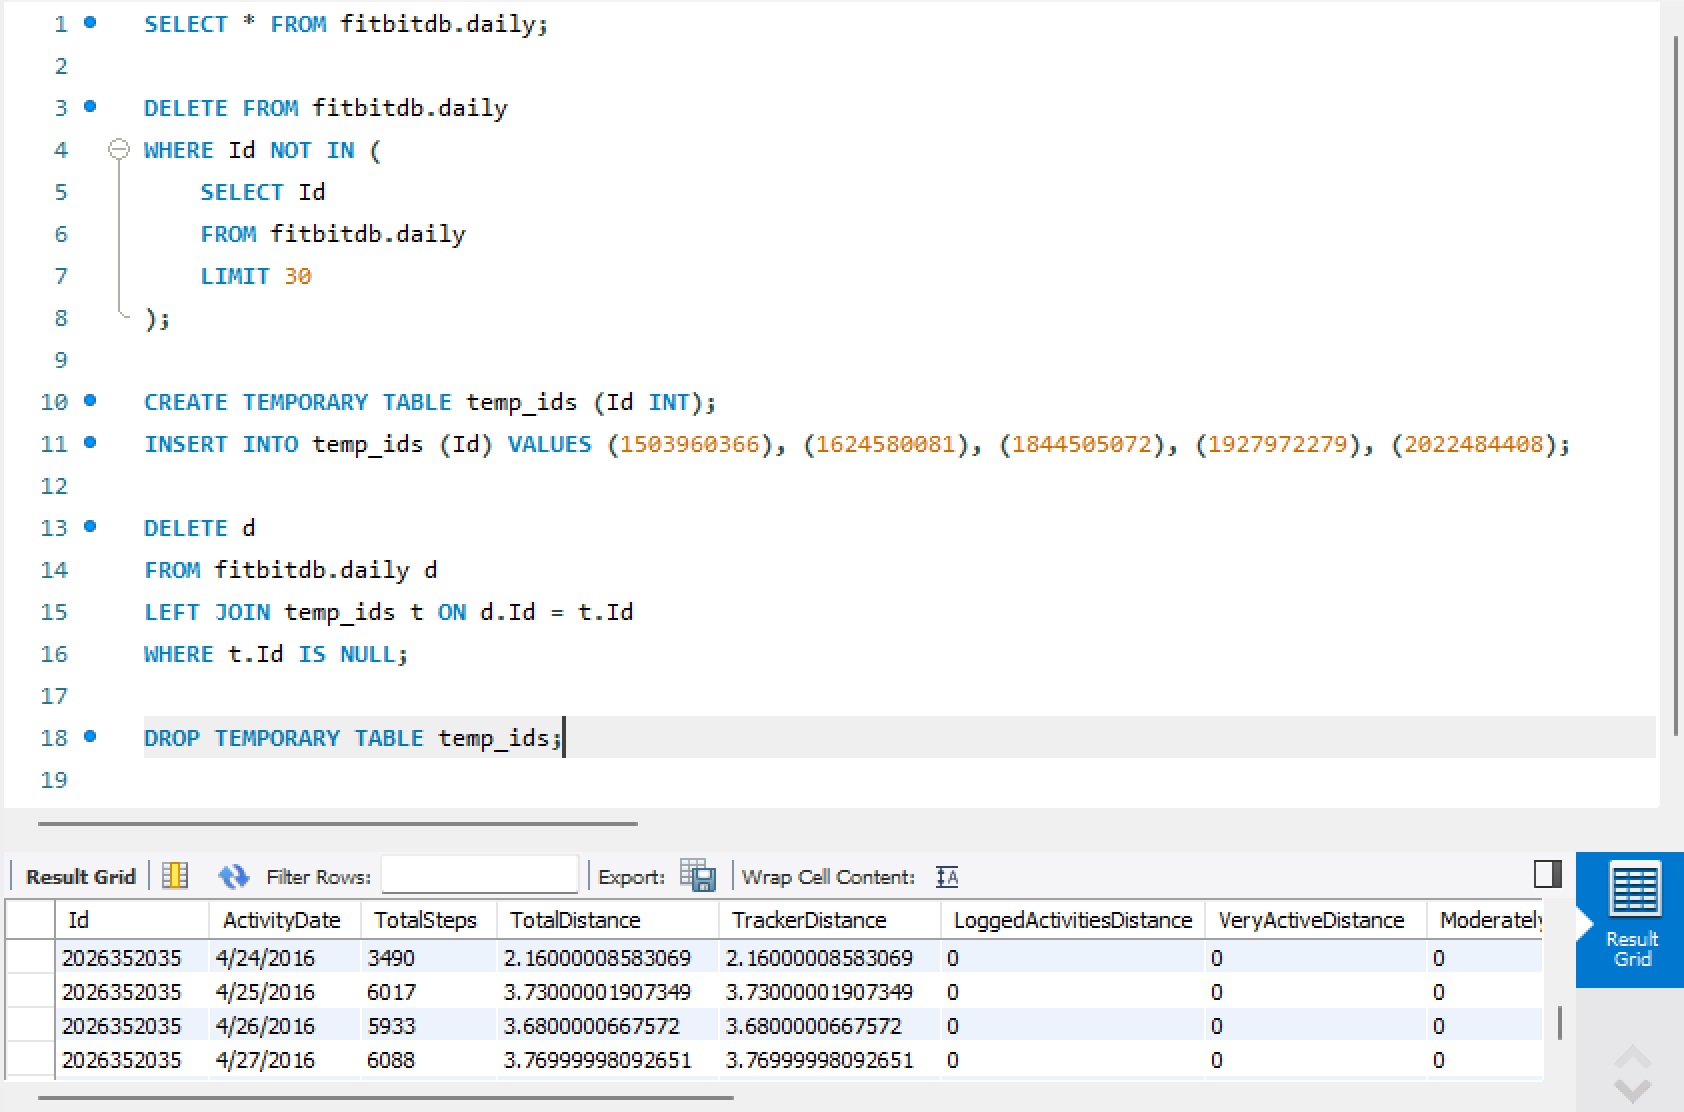 1 SELECT * FROM fitbitdb.daily;
2
3 DELETE FROM fitbitdb.daily
4 WHERE Id NOT IN (
5 SELECT Id
6 FROM fitbitdb.daily
7 LIMIT 30
8 );
9
10 CREATE TEMPORARY TABLE temp_ids (Id INT);
11 INSERT INTO temp_ids (Id) VALUES (1503960366), (1624580081), (1844505072), (1927972279), (2022484408);
12
13 DELETE d
14 FROM fitbitdb.daily d
15 LEFT JOIN temp_ids t ON d.Id = t.Id
16 WHERE t.Id IS NULL;
17
18 DROP TEMPORARY TABLE temp_ids;
19
Result Grid Filter Rows: Export: Wrap Cell Content: IA
Id ActivityDate TotalSteps TotalDistance TrackerDistance LoggedActivitiesDistance VeryActiveDistance Moderately
2026352035 4/24/2016 3490 2.16000008583069 2.16000008583069 0 0 0
2026352035 4/25/2016 6017 3.73000001907349 3.73000001907349 0 0 0
2026352035 4/26/2016 5933 3.6800000667572 3.6800000667572 0 0 0
2026352035 4/27/2016 6088 3.76999998092651 3.76999998092651 0 0 0
Result
Grid